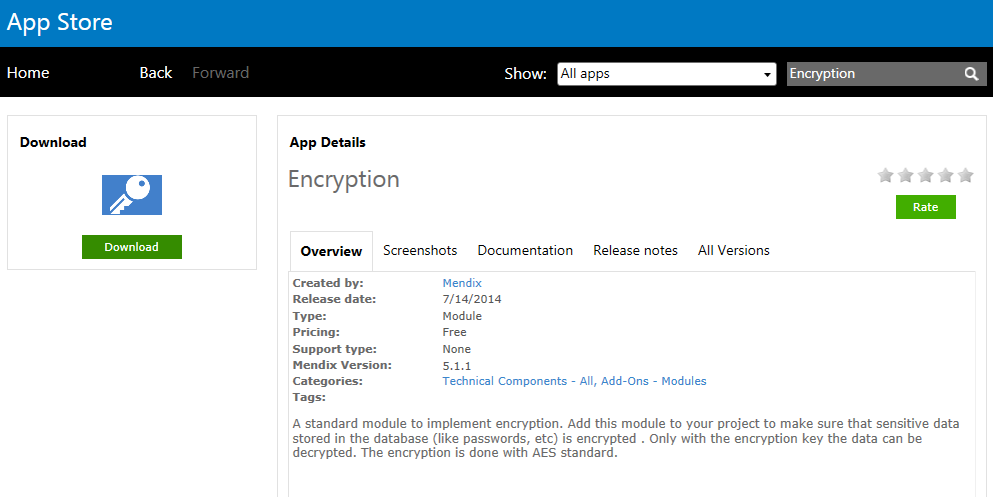 App Store
Home Back Forward Show: All apps Encryption
Download
Download
App Details
Encryption
Rate
Overview Screenshots Documentation Release notes All Versions
Created by: Mendix
Release date: 7/14/2014
Type: Module
Pricing: Free
Support type: None
Mendix Version: 5.1.1
Categories: Technical Components - All, Add-Ons - Modules
Tags:
A standard module to implement encryption. Add this module to your project to make sure that sensitive data
stored in the database (like passwords, etc) is encrypted . Only with the encryption key the data can be
decrypted. The encryption is done with AES standard.